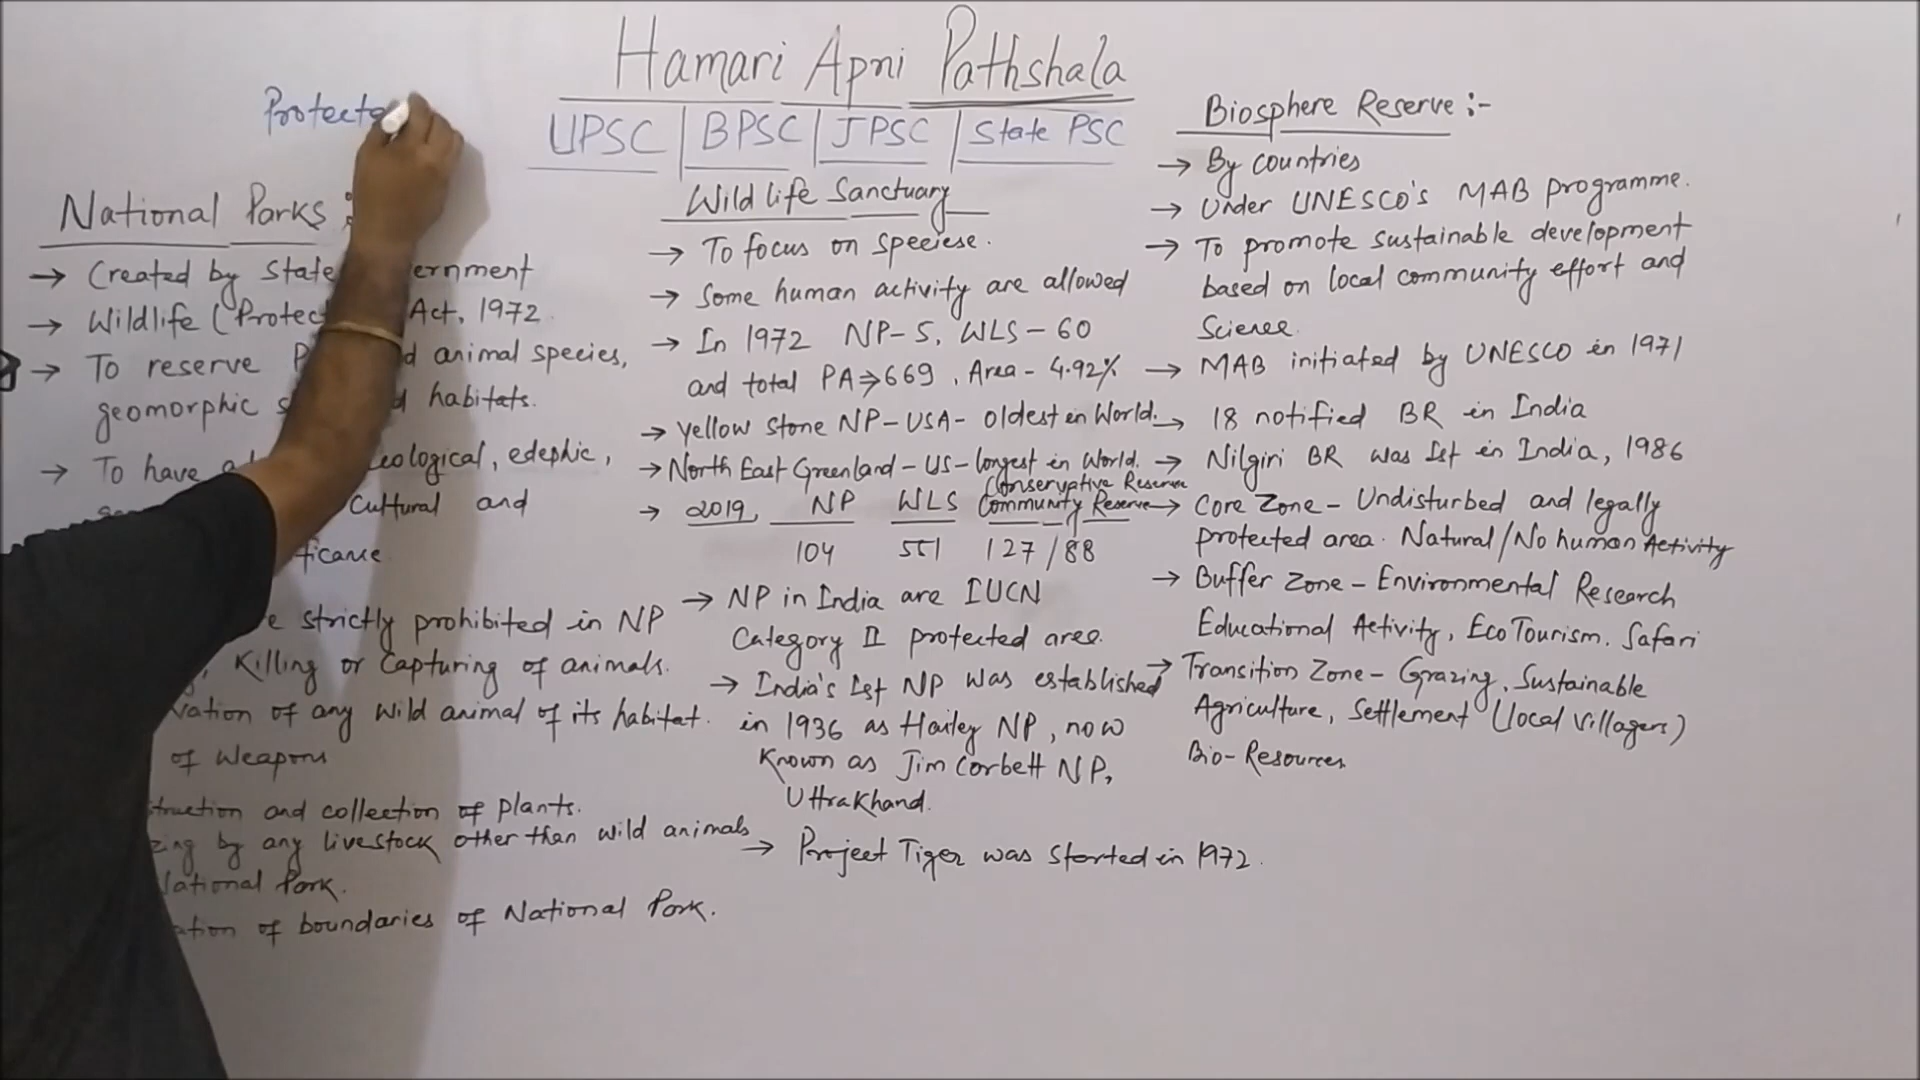 Hamari Apni Pathshala
UPSC | BPSC | JPSC | State PSC
Protecte
National Parks :
→ Created by State ernment
→ Wildlife (Protec Act, 1972
→ To reserve P d animal species,
geomorphic s d habitats.
→ To have a eological, edephic,
Cultural and
ficance
e strictly prohibited in NP
Killing or Capturing of animals.
vation of any wild animal of its habitat.
of weapons
truction and collection of plants.
zing by any livestock other than wild animals
National Park.
ation of boundaries of National Park.
Wild life Sanctuary
→ To focus on speciese.
→ Some human activity are allowed
→ In 1972 NP-5, WLS-60
and total PA⇒669, Area-4.92%
→ Yellow Stone NP-USA-Oldest in World.
→ North East Greenland-US-longest in World.
Conservative Reserve
→ 2019, NP WLS Community Reserve
104 551 127/88
→ NP in India are IUCN
Category II protected area.
→ India's Ist NP was established
in 1936 as Hailey NP, now
known as Jim Corbett NP,
Uttrakhand.
→ Project Tiger was started in 1972.
Biosphere Reserve:-
→ By countries
→ Under UNESCO's MAB programme.
→ To promote sustainable development
based on local community effort and
Science.
→ MAB initiated by UNESCO in 1971
→ 18 notified BR in India
→ Nilgiri BR was Ist in India, 1986
→ Core Zone - Undisturbed and legally
protected area. Natural/No human Activity
→ Buffer Zone - Environmental Research
Educational Activity, Eco Tourism. Safari
→ Transition Zone - Grazing, Sustainable
Agriculture, Settlement (local villagers)
Bio-Resources